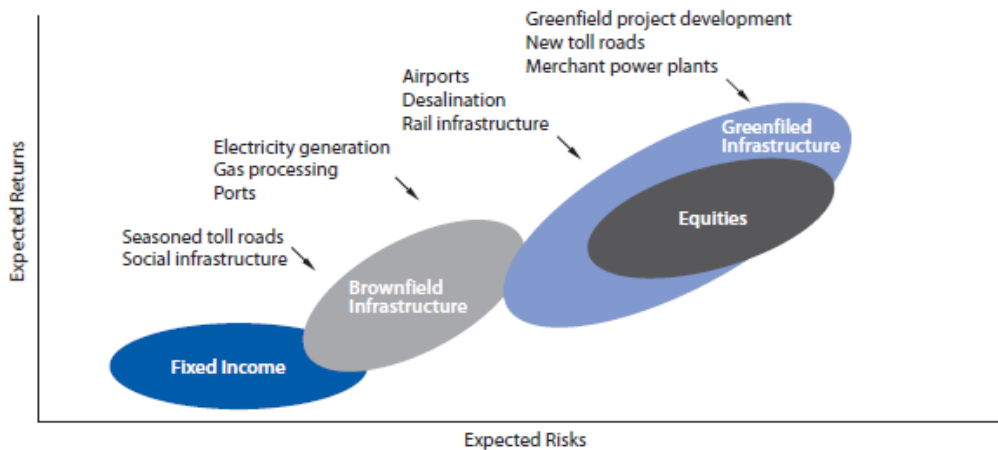 Greenfield project development
New toll roads
Merchant power plants
Airports
Desalination
Rail infrastructure
Greenfiled
Infrastructure
Electricity generation
Gas processing
Ports
Equities
Seasoned toll roads
Social infrastructure
Brownfield
Infrastructure
Fixed Income
Expected Returns
Expected Risks